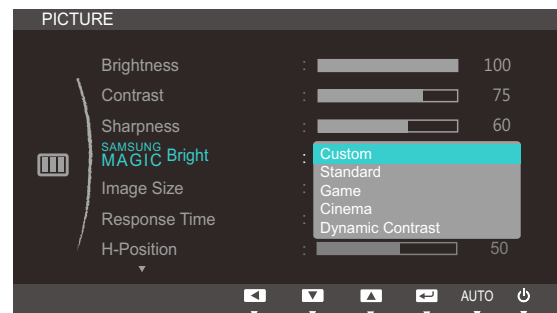 PICTURE
Brightness : 100
Contrast : 75
Sharpness : 60
SAMSUNG
MAGIC Bright : Custom
Standard
Image Size : Game
Cinema
Response Time : Dynamic Contrast
H-Position : 50
AUTO